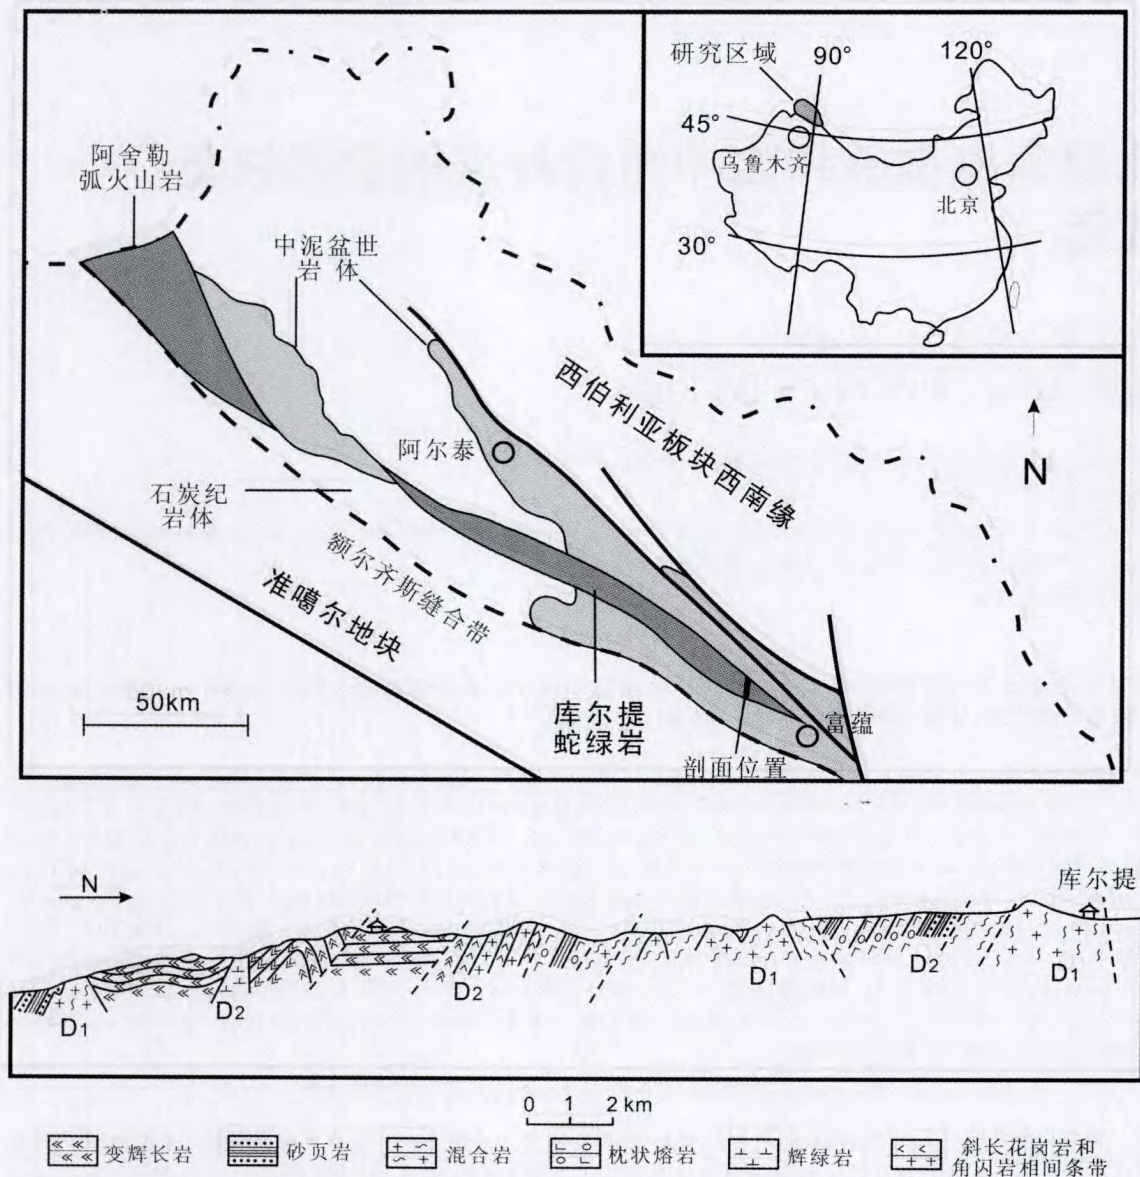 研究区域
90°
120°
45°
乌鲁木齐
北京
30°
阿舍勒
弧火山岩
中泥盆世
岩体
西伯利亚板块西南缘
阿尔泰
N
石炭纪
岩体
额尔齐斯缝合带
准噶尔地块
50km
库尔提
蛇绿岩
富蕴
剖面位置
N
库尔提
D1
D2
D2
D1
D2
D1
0 1 2 km
变辉长岩
砂页岩
混合岩
枕状熔岩
辉绿岩
斜长花岗岩和
角闪岩相间条带